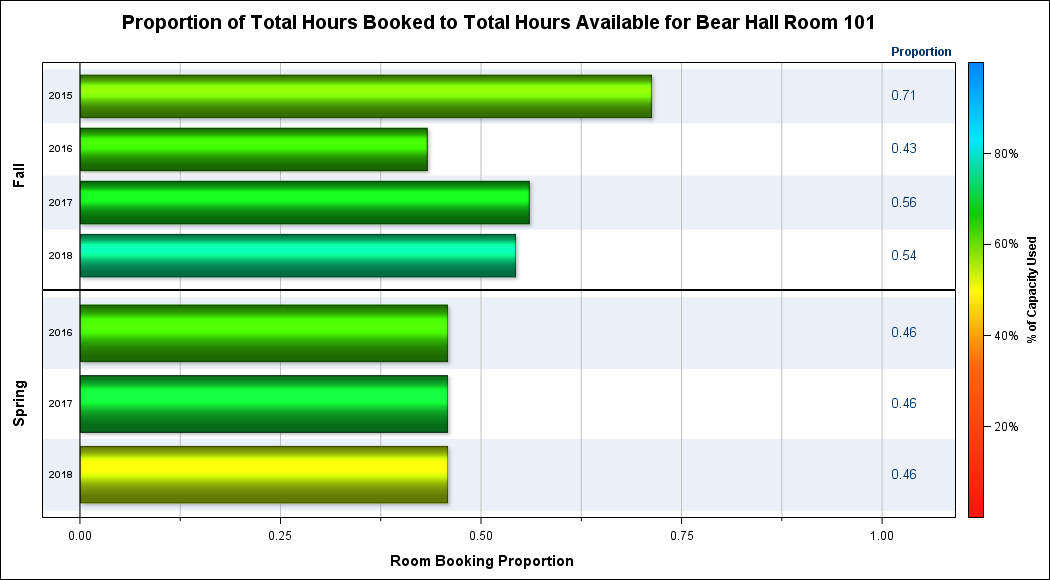 Proportion of Total Hours Booked to Total Hours Available for Bear Hall Room 101
Proportion
Fall
2015 0.71
2016 0.43
2017 0.56
2018 0.54
Spring
2016 0.46
2017 0.46
2018 0.46
0.00 0.25 0.50 0.75 1.00
Room Booking Proportion
80%
60%
40%
20%
% of Capacity Used